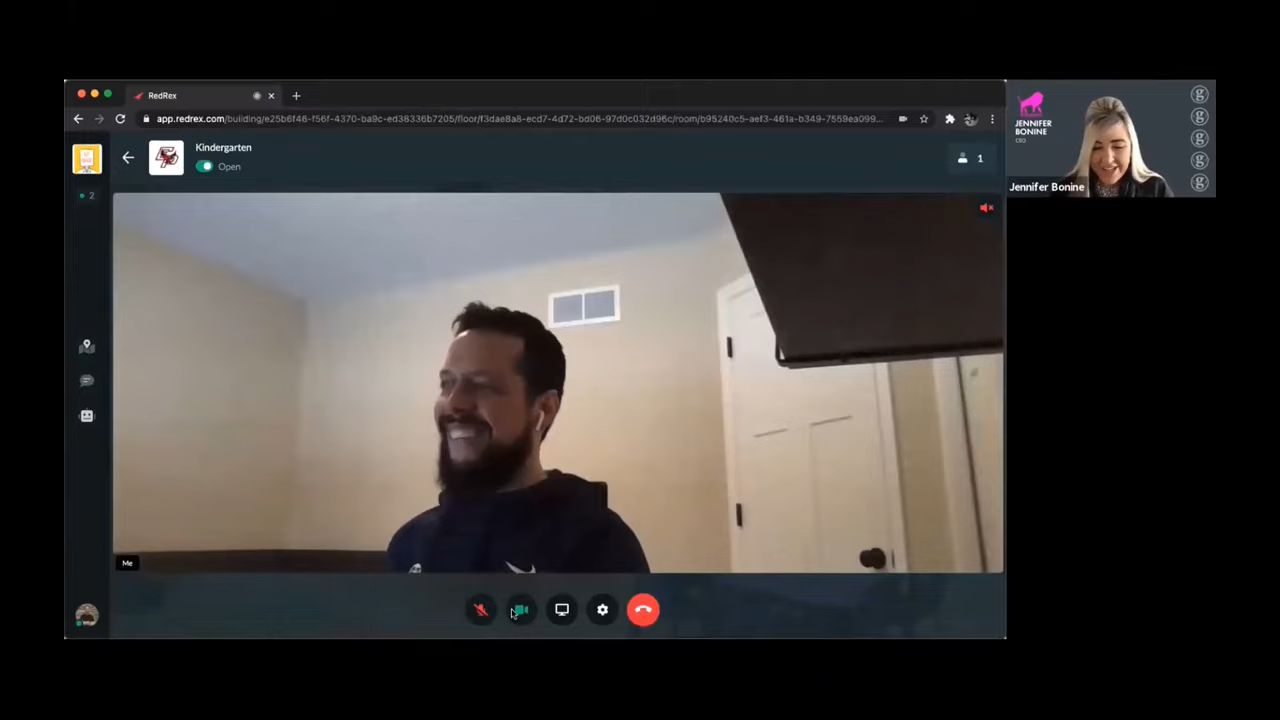 RedRex
app.redrex.com/building/e25b6f46-f56f-4370-ba9c-ed38336b7205/floor/f3dae8a8-ecd7-4d72-bd06-97d0c032d96c/room/b95240c5-aef3-461a-b349-7559ea099...
Kindergarten
Open
1
2
Me
JENNIFER
BONINE
CEO
Jennifer Bonine
g
g
g
g
g